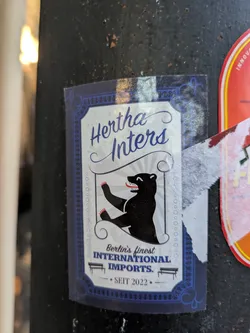 Hertha
Inters
Berlin's finest
INTERNATIONAL
IMPORTS.
• SEIT 2022 •